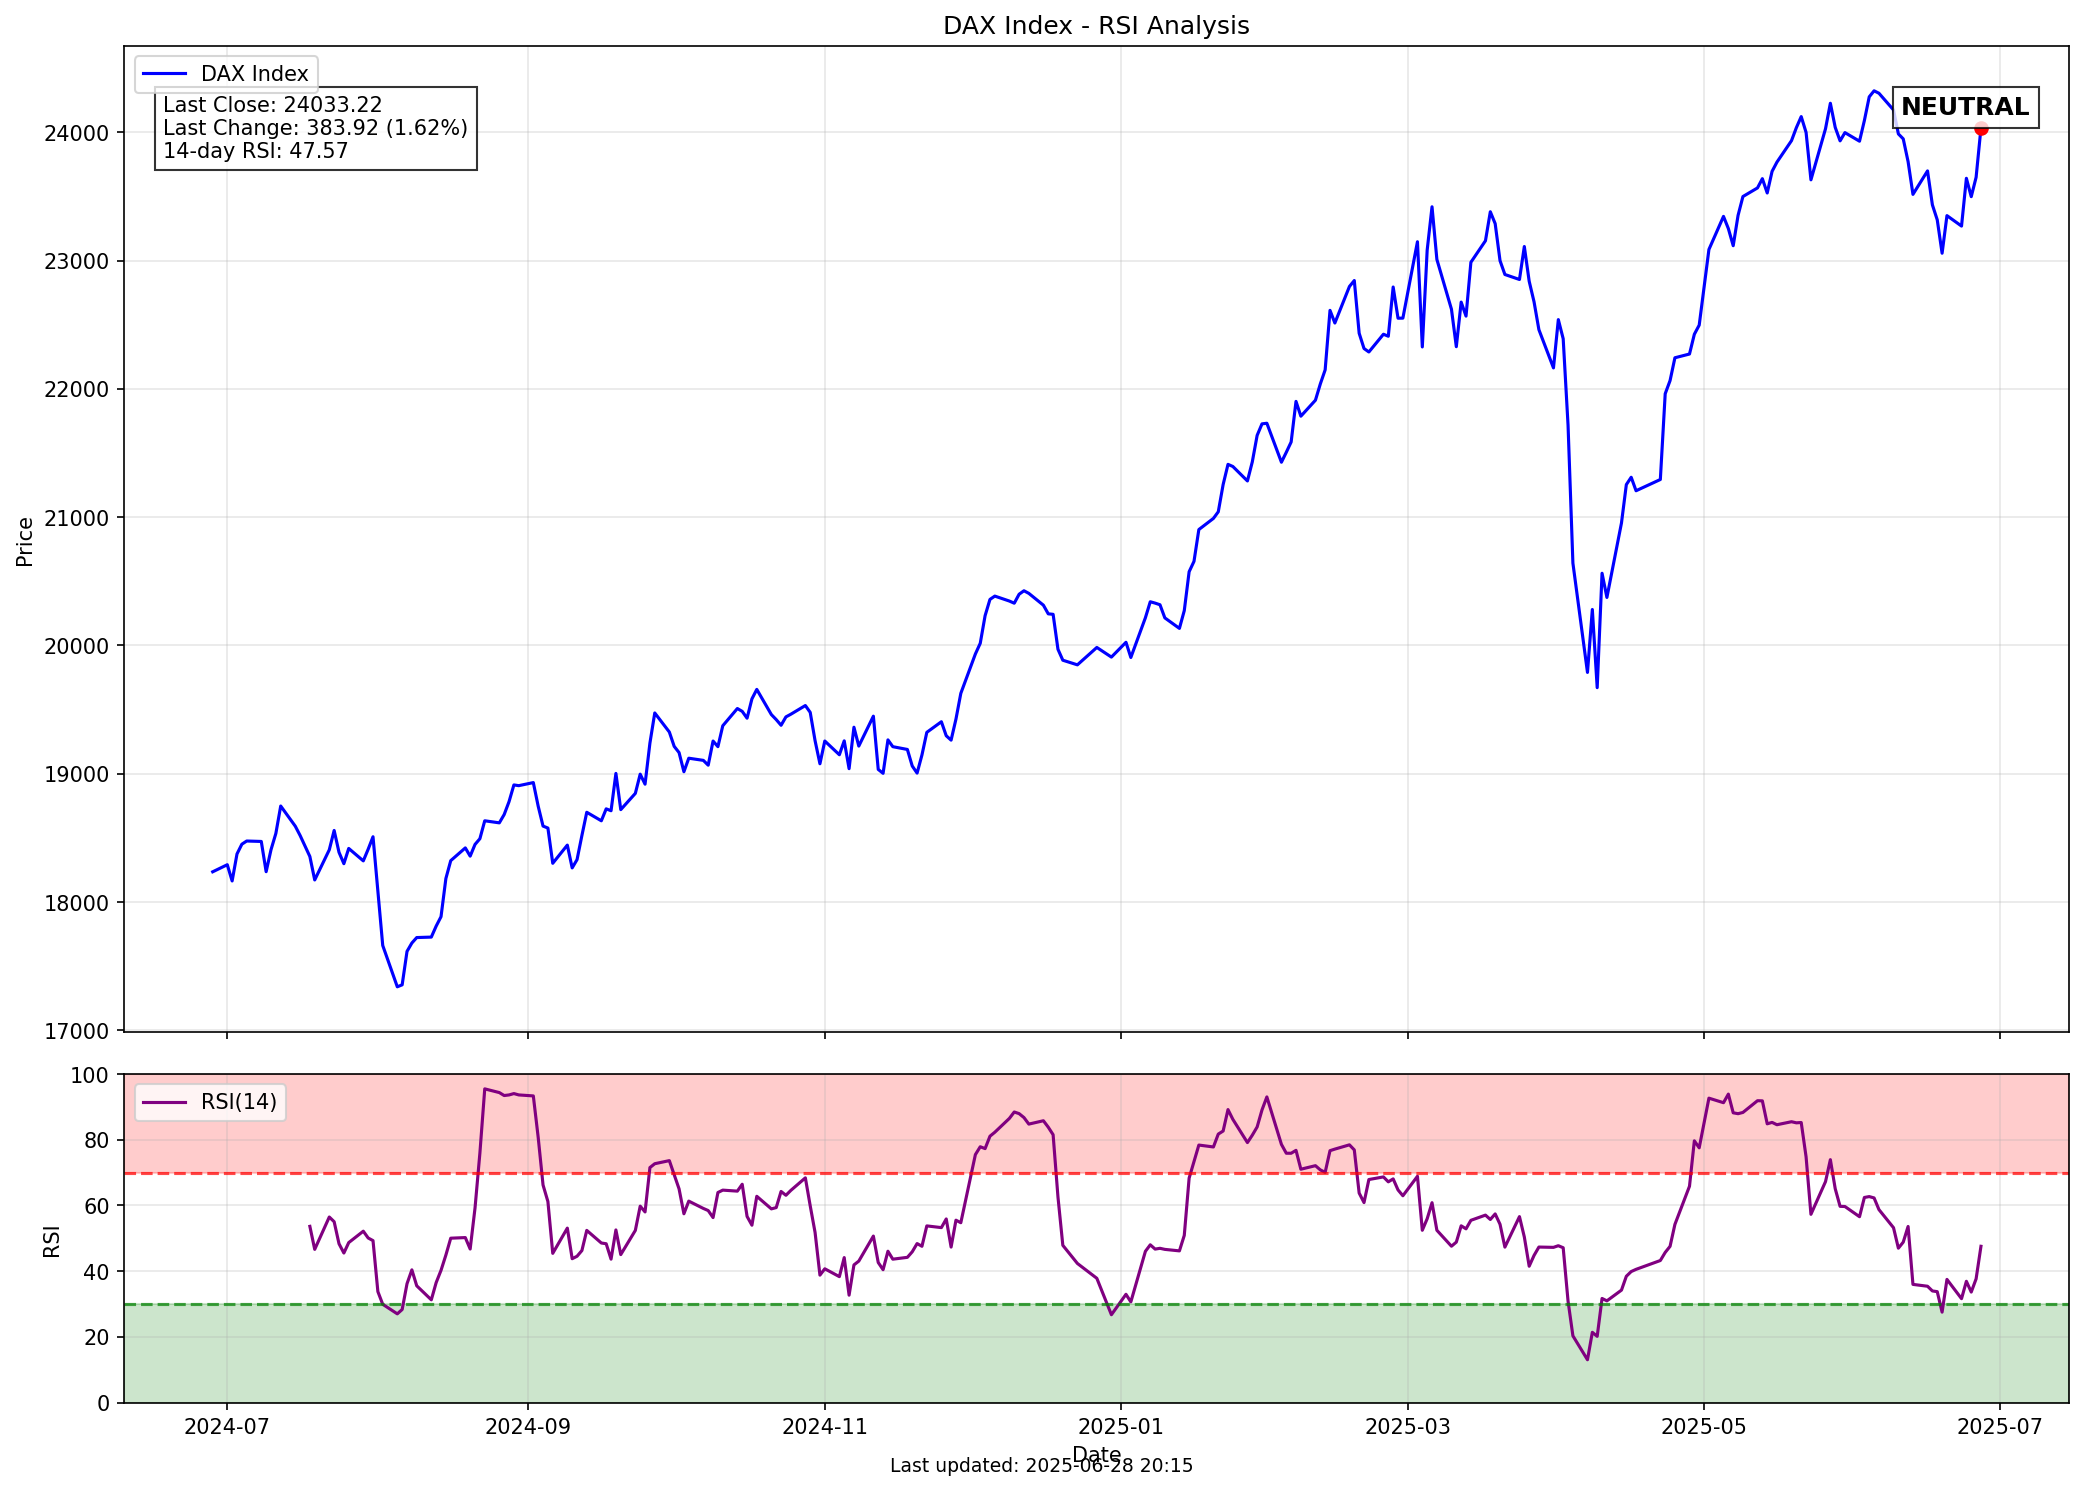 DAX Index - RSI Analysis
DAX Index
Last Close: 24033.22
Last Change: 383.92 (1.62%)
14-day RSI: 47.57
NEUTRAL
Price
24000
23000
22000
21000
20000
19000
18000
17000
RSI(14)
RSI
100
80
60
40
20
0
2024-07
2024-09
2024-11
2025-01
2025-03
2025-05
2025-07
Date
Last updated: 2025-06-28 20:15